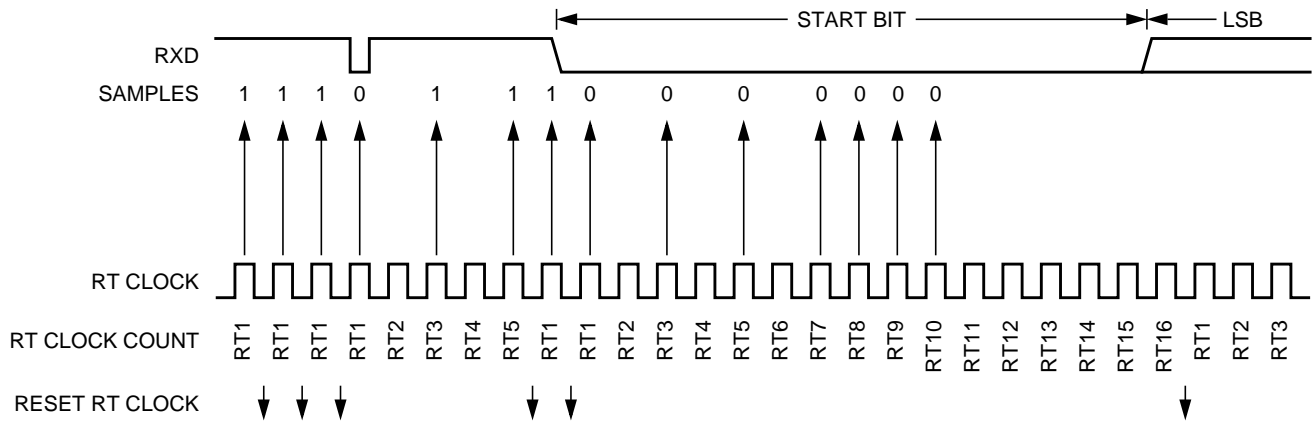 START BIT LSB
RXD
SAMPLES 1 1 1 0 1 1 1 0 0 0 0 0 0 0
RT CLOCK
RT CLOCK COUNT RT1 RT1 RT1 RT1 RT2 RT3 RT4 RT5 RT1 RT1 RT2 RT3 RT4 RT5 RT6 RT7 RT8 RT9 RT10 RT11 RT12 RT13 RT14 RT15 RT16 RT1 RT2 RT3
RESET RT CLOCK